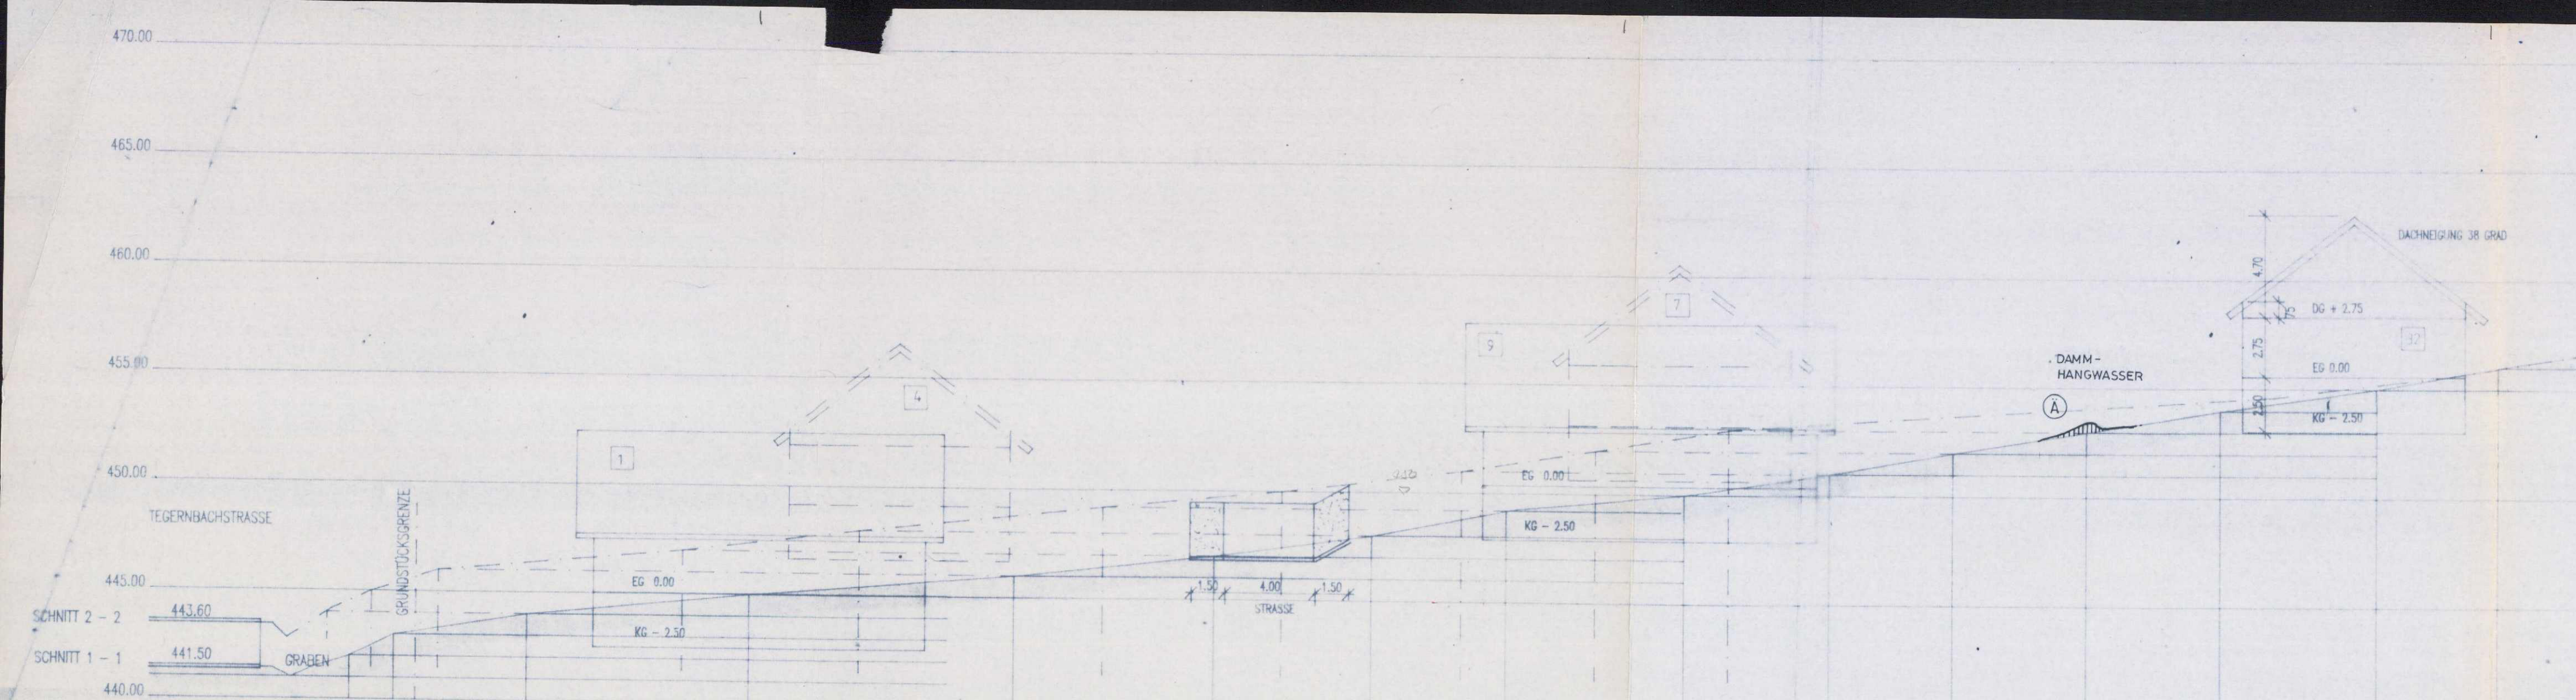 470.00
465.00
460.00
DACHNEIGUNG 38 GRAD
4.70
7
DG + 2.75
75
9
32
2.75
455.00
DAMM-
HANGWASSER
EG 0.00
4
Ä
2.50
KG - 2.50
1
450.00
EG 0.00
TEGERNBACHSTRASSE
GRUNDSTÜCKSGRENZE
KG - 2.50
445.00
EG 0.00
1.50
4.00
1.50
STRASSE
SCHNITT 2 - 2
443.60
KG - 2.50
SCHNITT 1 - 1
441.50
GRABEN
440.00